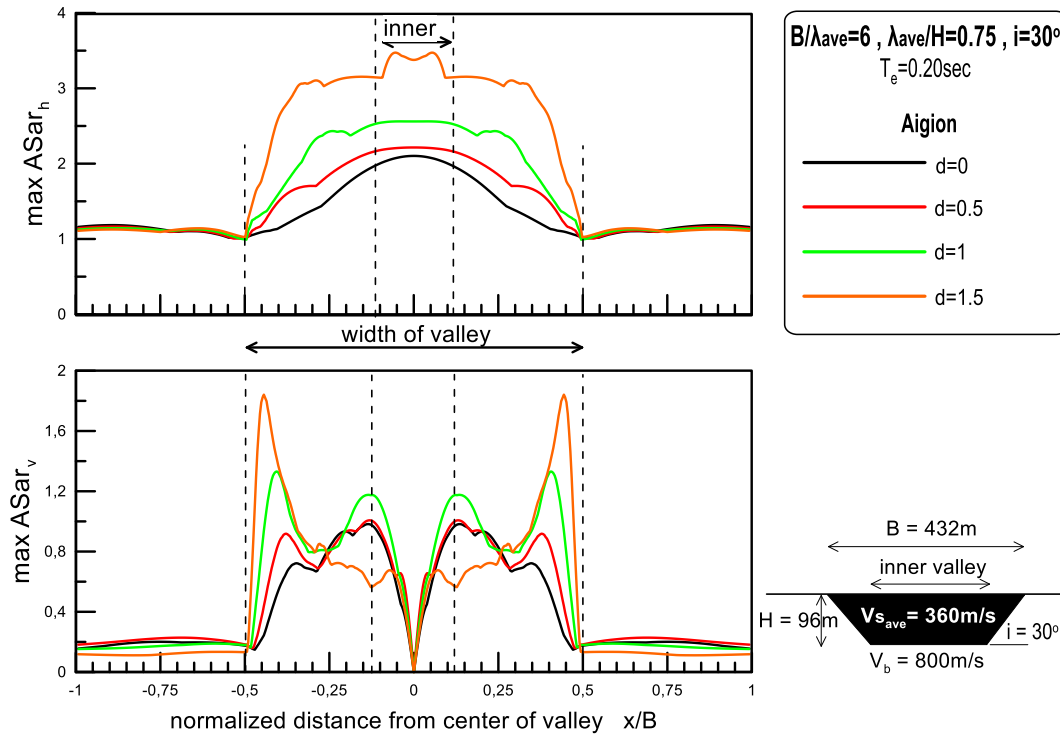 4
3
2
1
0
max ASar_h
inner
width of valley
2
1,6
1,2
0,8
0,4
0
max ASar_v
-1 -0,75 -0,5 -0,25 0 0,25 0,5 0,75 1
normalized distance from center of valley x/B
B/λave=6 , λave/H=0.75 , i=30º
T_e=0.20sec
Aigion
d=0
d=0.5
d=1
d=1.5
B = 432m
inner valley
H = 96m
Vs_ave= 360m/s
i = 30º
V_b = 800m/s